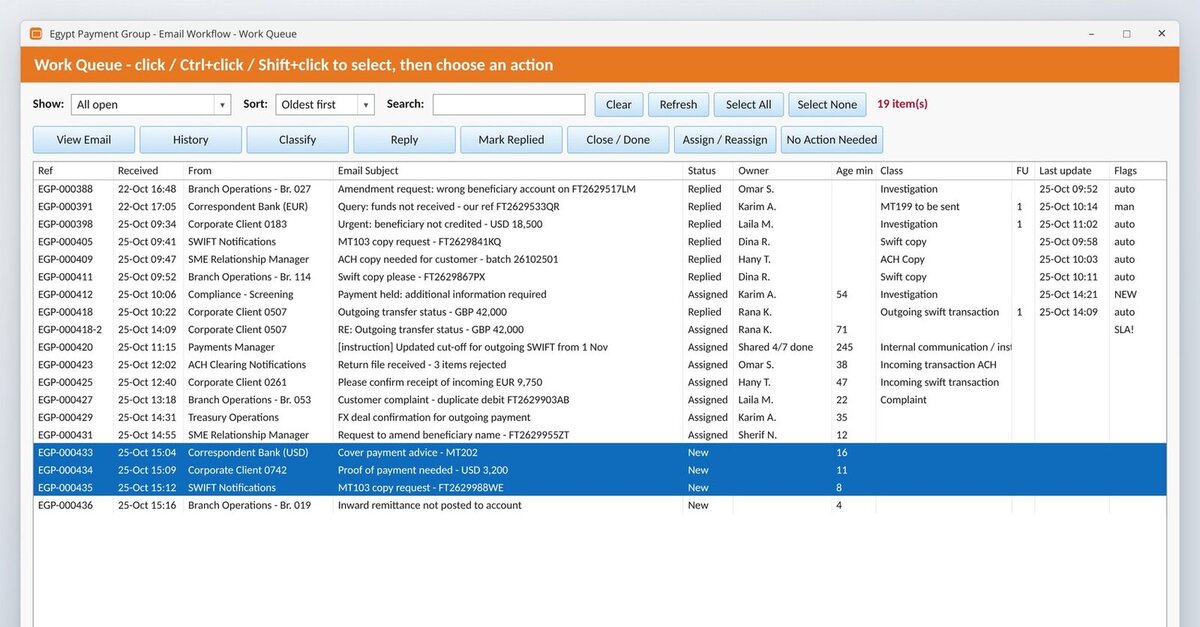 Egypt Payment Group - Email Workflow - Work Queue
Work Queue - click / Ctrl+click / Shift+click to select, then choose an action
Show: All open Sort: Oldest first Search: Clear Refresh Select All Select None 19 item(s)
View Email History Classify Reply Mark Replied Close / Done Assign / Reassign No Action Needed
Ref Received From Email Subject Status Owner Age min Class FU Last update Flags
EGP-000388 22-Oct 16:48 Branch Operations - Br. 027 Amendment request: wrong beneficiary account on FT2629517LM Replied Omar S. Investigation 25-Oct 09:52 auto
EGP-000391 22-Oct 17:05 Correspondent Bank (EUR) Query: funds not received - our ref FT2629533QR Replied Karim A. MT199 to be sent 1 25-Oct 10:14 man
EGP-000398 25-Oct 09:34 Corporate Client 0183 Urgent: beneficiary not credited - USD 18,500 Replied Laila M. Investigation 1 25-Oct 11:02 auto
EGP-000405 25-Oct 09:41 SWIFT Notifications MT103 copy request - FT2629841KQ Replied Dina R. Swift copy 25-Oct 09:58 auto
EGP-000409 25-Oct 09:47 SME Relationship Manager ACH copy needed for customer - batch 26102501 Replied Hany T. ACH Copy 25-Oct 10:03 auto
EGP-000411 25-Oct 09:52 Branch Operations - Br. 114 Swift copy please - FT2629867PX Replied Dina R. Swift copy 25-Oct 10:11 auto
EGP-000412 25-Oct 10:06 Compliance - Screening Payment held: additional information required Assigned Karim A. 54 Investigation 25-Oct 14:21 NEW
EGP-000418 25-Oct 10:22 Corporate Client 0507 Outgoing transfer status - GBP 42,000 Replied Rana K. Outgoing swift transaction 1 25-Oct 14:09 auto
EGP-000418-2 25-Oct 14:09 Corporate Client 0507 RE: Outgoing transfer status - GBP 42,000 Assigned Rana K. 71 SLA!
EGP-000420 25-Oct 11:15 Payments Manager [instruction] Updated cut-off for outgoing SWIFT from 1 Nov Assigned Shared 4/7 done 245 Internal communication / inst
EGP-000423 25-Oct 12:02 ACH Clearing Notifications Return file received - 3 items rejected Assigned Omar S. 38 Incoming transaction ACH
EGP-000425 25-Oct 12:40 Corporate Client 0261 Please confirm receipt of incoming EUR 9,750 Assigned Hany T. 47 Incoming swift transaction
EGP-000427 25-Oct 13:18 Branch Operations - Br. 053 Customer complaint - duplicate debit FT2629903AB Assigned Laila M. 22 Complaint
EGP-000429 25-Oct 14:31 Treasury Operations FX deal confirmation for outgoing payment Assigned Karim A. 35
EGP-000431 25-Oct 14:55 SME Relationship Manager Request to amend beneficiary name - FT2629955ZT Assigned Sherif N. 12
EGP-000433 25-Oct 15:04 Correspondent Bank (USD) Cover payment advice - MT202 New 16
EGP-000434 25-Oct 15:09 Corporate Client 0742 Proof of payment needed - USD 3,200 New 11
EGP-000435 25-Oct 15:12 SWIFT Notifications MT103 copy request - FT2629988WE New 8
EGP-000436 25-Oct 15:16 Branch Operations - Br. 019 Inward remittance not posted to account New 4